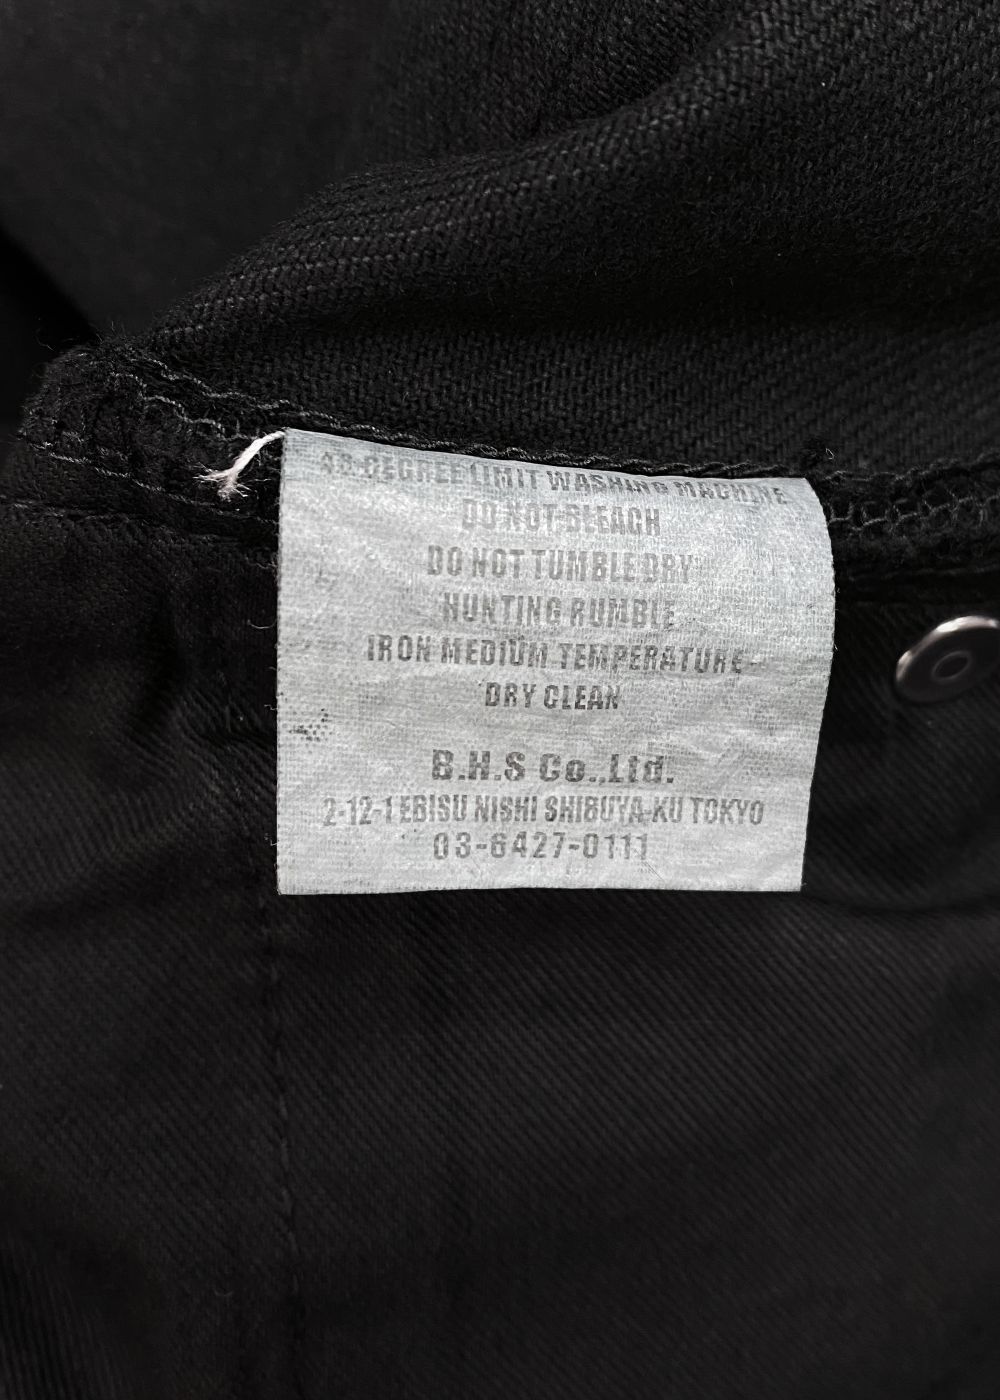 40-DEGREE LIMIT WASHING MACHINE
DO NOT BLEACH
DO NOT TUMBLE DRY
HUNTING RUMBLE
IRON MEDIUM TEMPERATURE
DRY CLEAN
B.H.S Co.,Ltd.
2-12-1 EBISU NISHI SHIBUYA-KU TOKYO
03-6427-0111